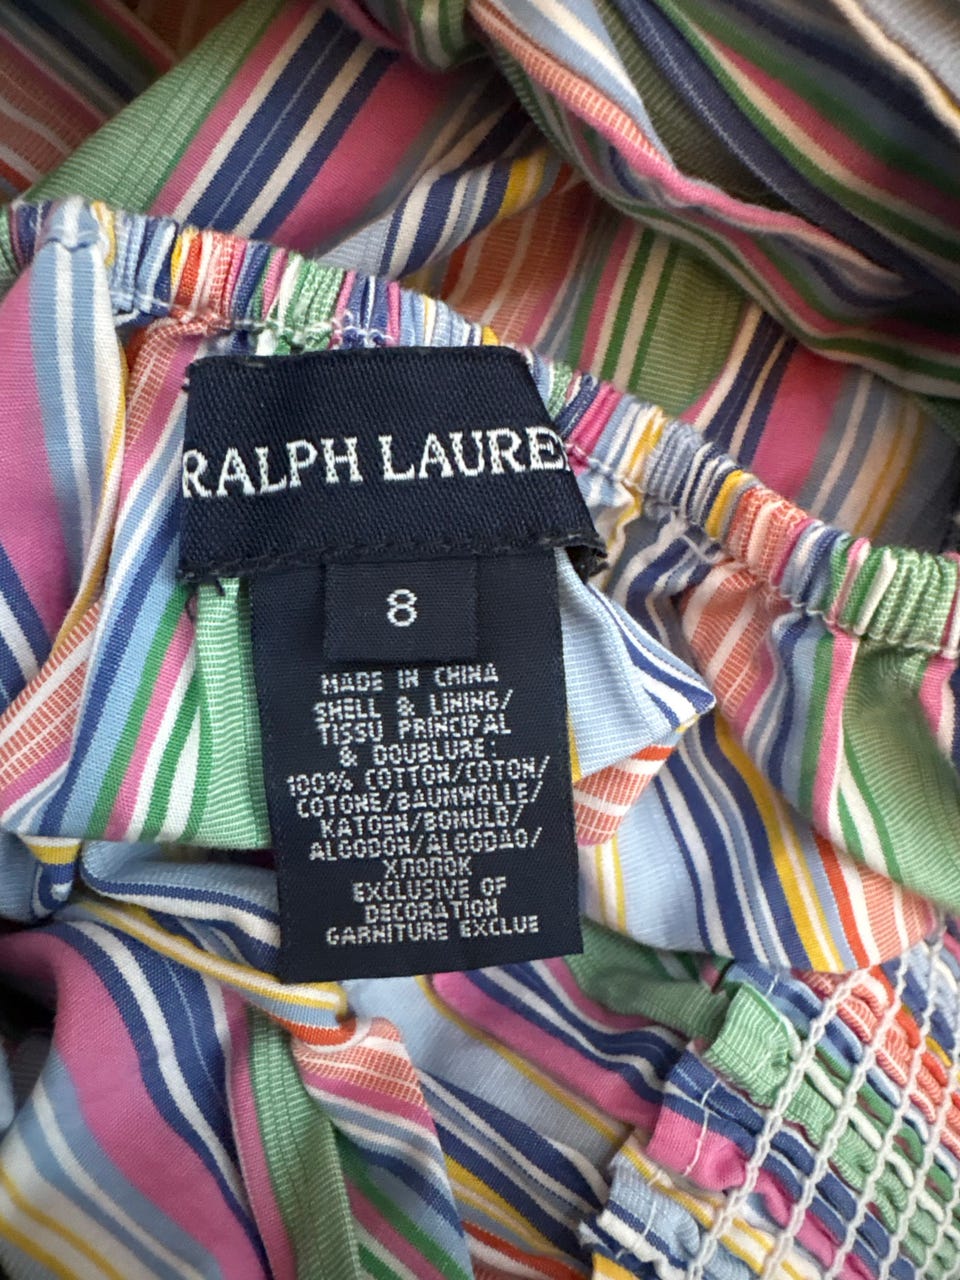 RALPH LAURE
8
MADE IN CHINA
SHELL & LINING/
TISSU PRINCIPAL
& DOUBLURE:
100% COTTON/COTON/
COTONE/BAUMWOLLE/
KATOEN/BOMULD/
ALGODON/ALGODAO/
ХЛОПОК
EXCLUSIVE OF
DECORATION
GARNITURE EXCLUE